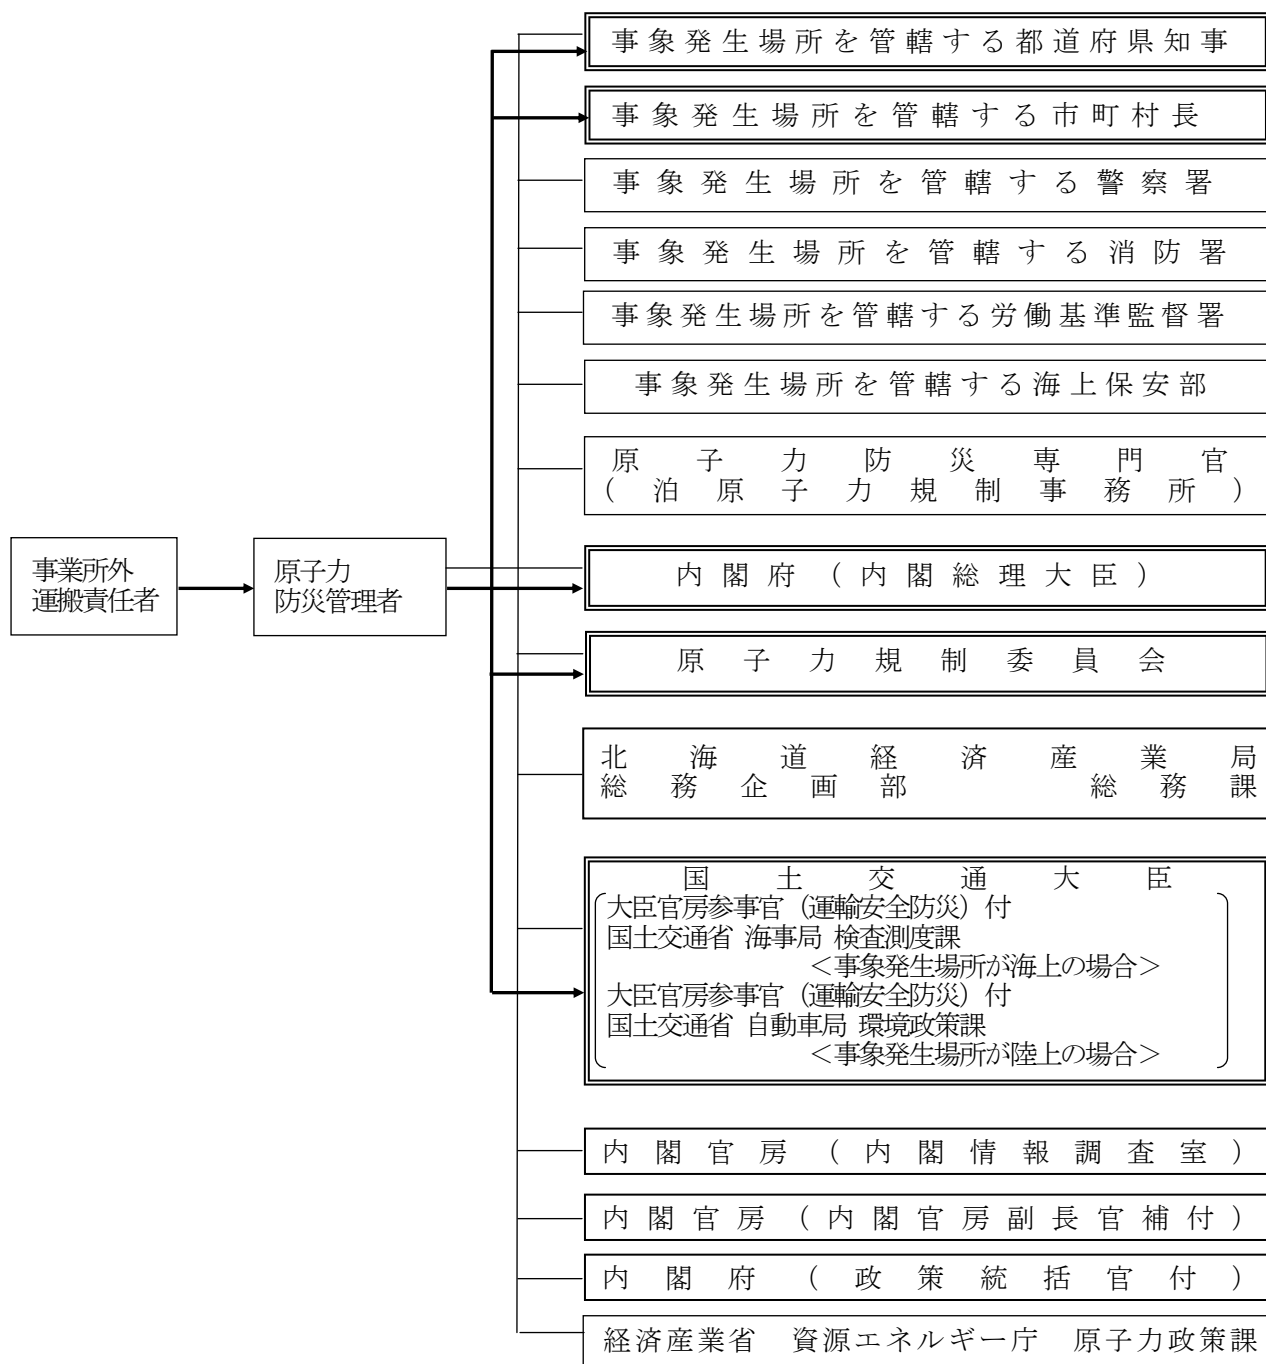 事象発生場所を管轄する都道府県知事
事象発生場所を管轄する市町村長
事象発生場所を管轄する警察署
事象発生場所を管轄する消防署
事象発生場所を管轄する労働基準監督署
事象発生場所を管轄する海上保安部
原子力防災専門官
(泊原子力規制事務所)
事業所外
運搬責任者
原子力
防災管理者
内閣府(内閣総理大臣)
原子力規制委員会
北海道経済産業局
総務企画部 総務課
国土交通大臣
大臣官房参事官(運輸安全防災)付
国土交通省 海事局 検査測度課
<事象発生場所が海上の場合>
大臣官房参事官(運輸安全防災)付
国土交通省 自動車局 環境政策課
<事象発生場所が陸上の場合>
内閣官房(内閣情報調査室)
内閣官房(内閣官房副長官補付)
内閣府(政策統括官付)
経済産業省 資源エネルギー庁 原子力政策課